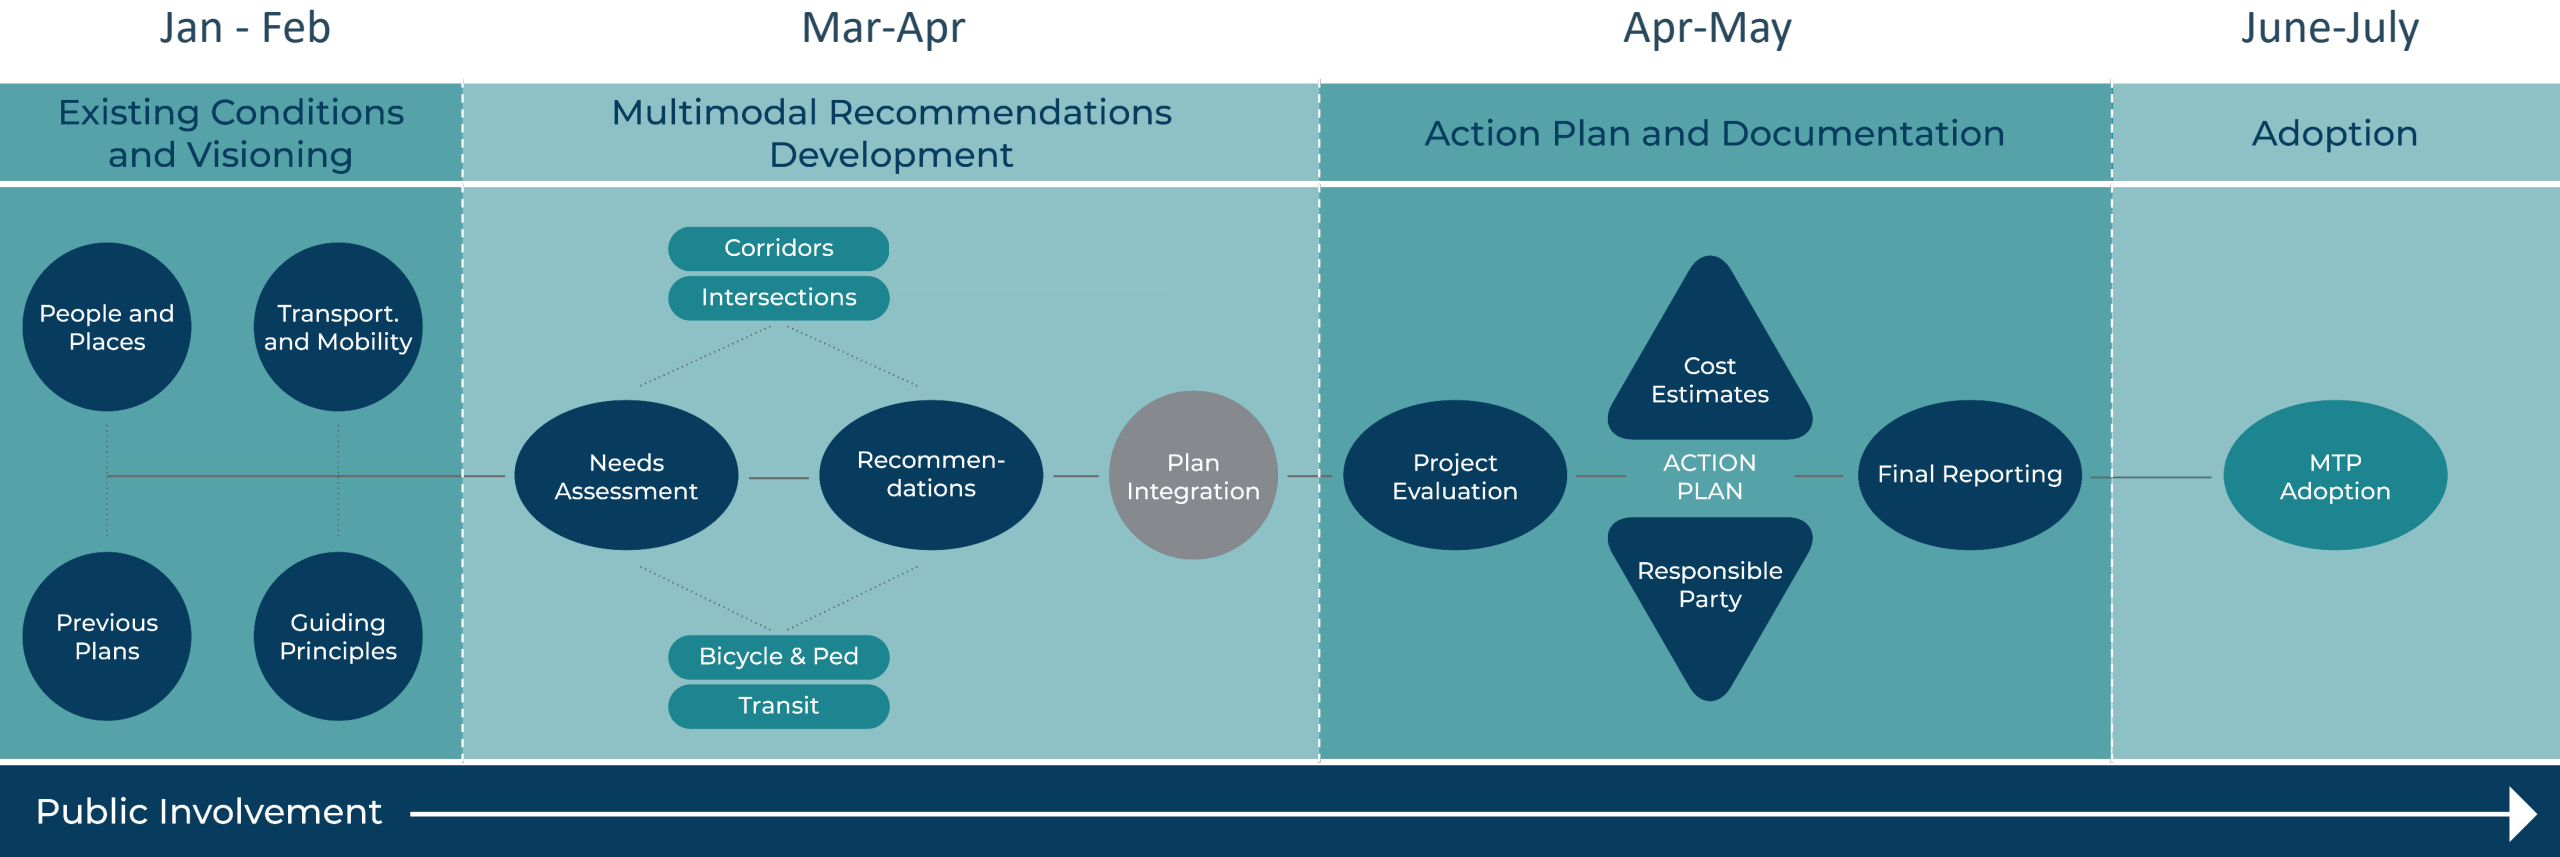 Jan - Feb
Mar-Apr
Apr-May
June-July
Existing Conditions
and Visioning
Multimodal Recommendations
Development
Action Plan and Documentation
Adoption
People and
Places
Transport.
and Mobility
Previous
Plans
Guiding
Principles
Corridors
Intersections
Needs
Assessment
Recommen-
dations
Bicycle & Ped
Transit
Plan
Integration
Project
Evaluation
Cost
Estimates
ACTION
PLAN
Responsible
Party
Final Reporting
MTP
Adoption
Public Involvement